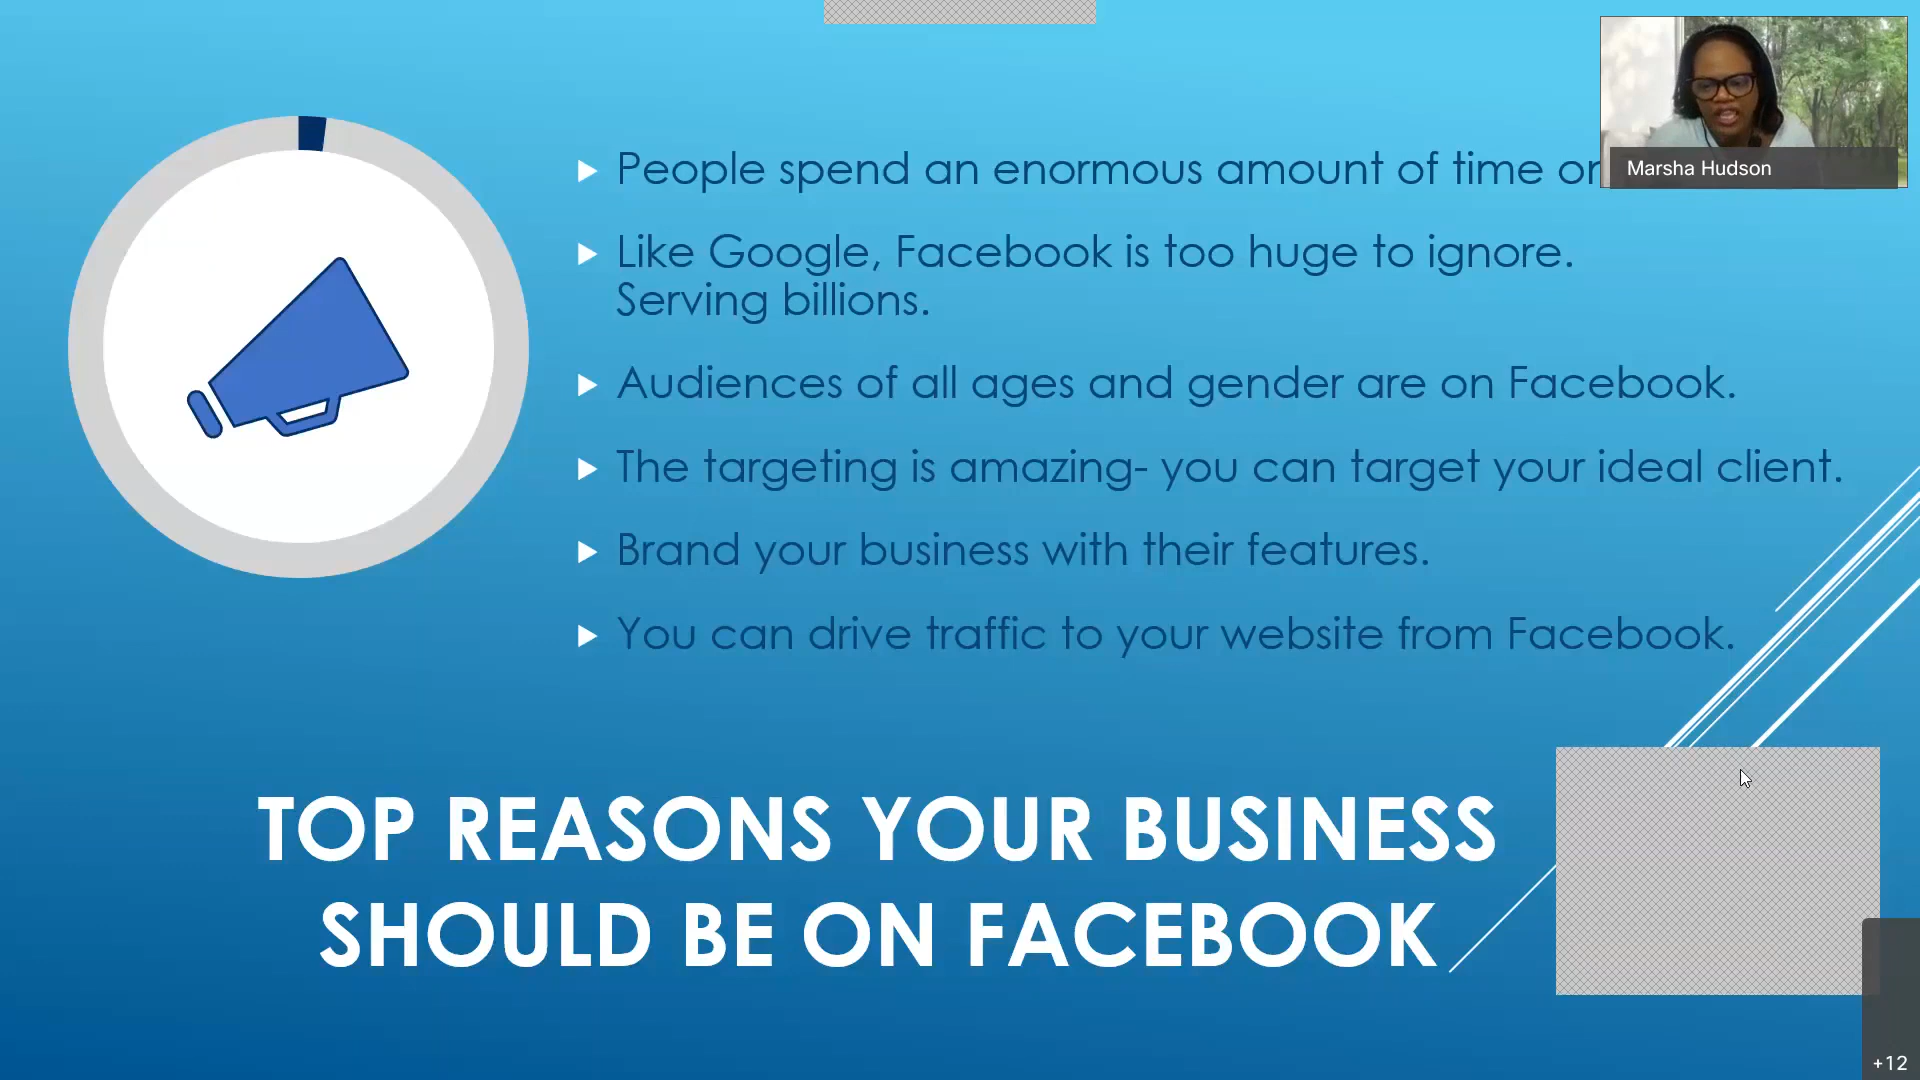 Marsha Hudson
People spend an enormous amount of time on
Like Google, Facebook is too huge to ignore.
Serving billions.
Audiences of all ages and gender are on Facebook.
The targeting is amazing- you can target your ideal client.
Brand your business with their features.
You can drive traffic to your website from Facebook.
TOP REASONS YOUR BUSINESS
SHOULD BE ON FACEBOOK
+12